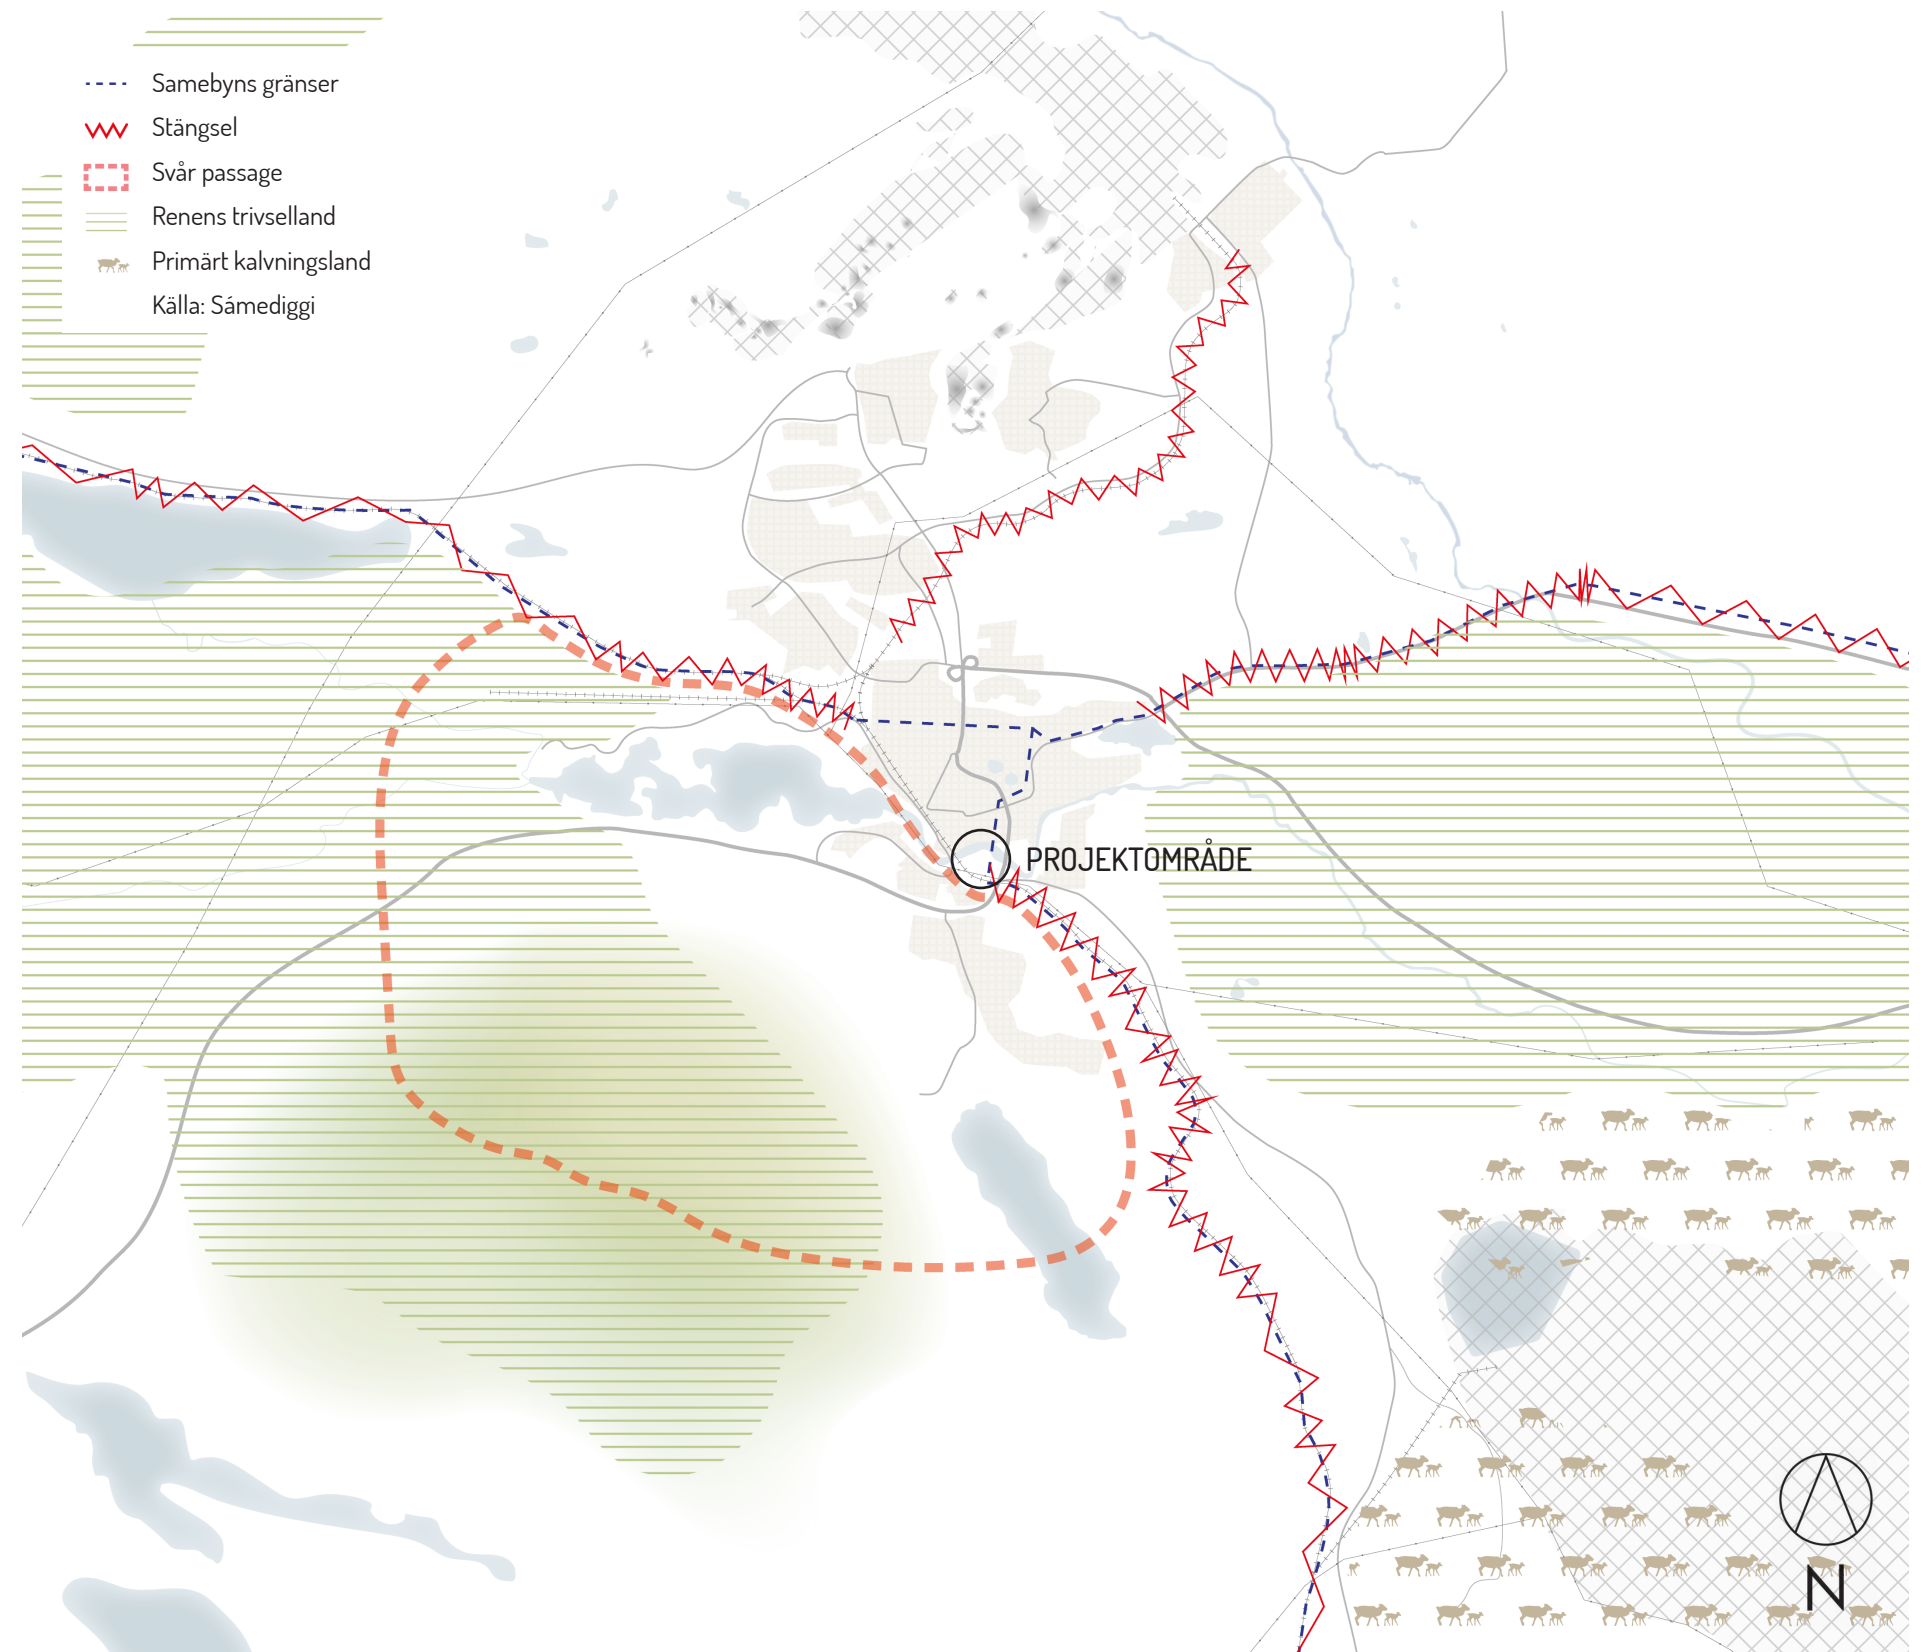 Samebyns gränser
Stängsel
Svår passage
Renens trivselland
Primärt kalvningsland
Källa: Sámediggi
PROJEKTOMRÅDE
N